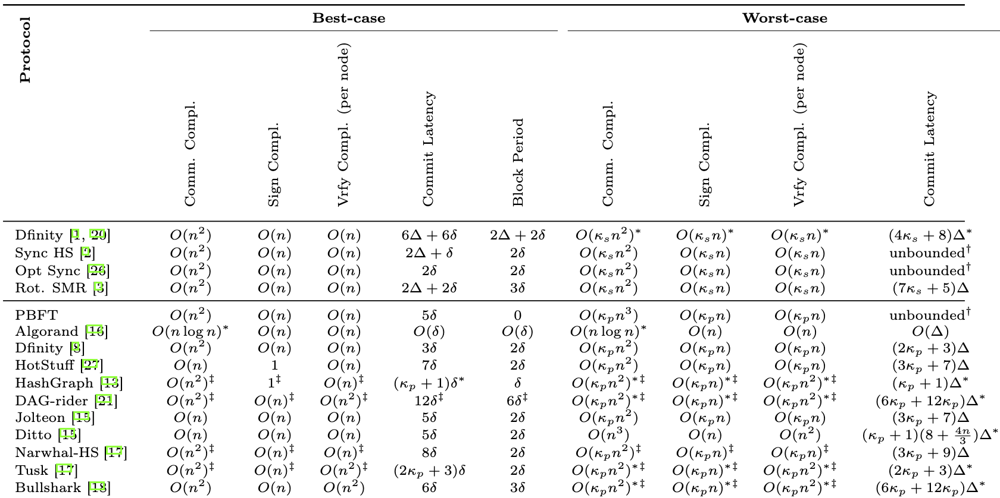 Best-case Worst-case
Protocol Comm. Compl. Sign Compl. Vrfy Compl. (per node) Commit Latency Block Period Comm. Compl. Sign Compl. Vrfy Compl. (per node) Commit Latency
Dfinity [1, 20] O(n²) O(n) O(n) 6Δ + 6δ 2Δ + 2δ O(κₛn²)* O(κₛn)* O(κₛn)* (4κₛ + 8)Δ*
Sync HS [2] O(n²) O(n) O(n) 2Δ + δ 2δ O(κₛn²) O(κₛn) O(κₛn) unbounded†
Opt Sync [26] O(n²) O(n) O(n) 2δ 2δ O(κₛn²) O(κₛn) O(κₛn) unbounded†
Rot. SMR [3] O(n²) O(n) O(n) 2Δ + 2δ 3δ O(κₛn²) O(κₛn) O(κₛn) (7κₛ + 5)Δ
PBFT O(n²) O(n) O(n) 5δ 0 O(κₚn³) O(κₚn) O(κₚn) unbounded†
Algorand [16] O(n log n)* O(n) O(n) O(δ) O(δ) O(n log n)* O(n) O(n) O(Δ)
Dfinity [8] O(n²) O(n) O(n) 3δ 2δ O(κₚn²) O(κₚn) O(κₚn) (2κₚ + 3)Δ
HotStuff [27] O(n) 1 O(n) 7δ 2δ O(κₚn²) O(κₚn) O(κₚn) (3κₚ + 7)Δ
HashGraph [13] O(n²)‡ 1‡ O(n)‡ (κₚ + 1)δ* δ O(κₚn²)*‡ O(κₚn)*‡ O(κₚn²)*‡ (κₚ + 1)Δ*
DAG-rider [21] O(n²)‡ O(n)‡ O(n²)‡ 12δ‡ 6δ‡ O(κₚn²)*‡ O(κₚn)*‡ O(κₚn²)*‡ (6κₚ + 12κₚ)Δ*
Jolteon [15] O(n) O(n) O(n) 5δ 2δ O(κₚn²) O(κₚn) O(κₚn) (3κₚ + 7)Δ
Ditto [15] O(n) O(n) O(n) 5δ 2δ O(n³) O(n) O(n²) (κₚ + 1)(8 + 4n/3)Δ*
Narwhal-HS [17] O(n²)‡ O(n)‡ O(n)‡ 8δ 2δ O(κₚn²)‡ O(κₚn)‡ O(κₚn)‡ (3κₚ + 9)Δ
Tusk [17] O(n²)‡ O(n)‡ O(n²)‡ (2κₚ + 3)δ 2δ O(κₚn²)*‡ O(κₚn)*‡ O(κₚn²)*‡ (2κₚ + 3)Δ*
Bullshark [18] O(n²) O(n) O(n²) 6δ 3δ O(κₚn²)*‡ O(κₚn)*‡ O(κₚn²)*‡ (6κₚ + 12κₚ)Δ*